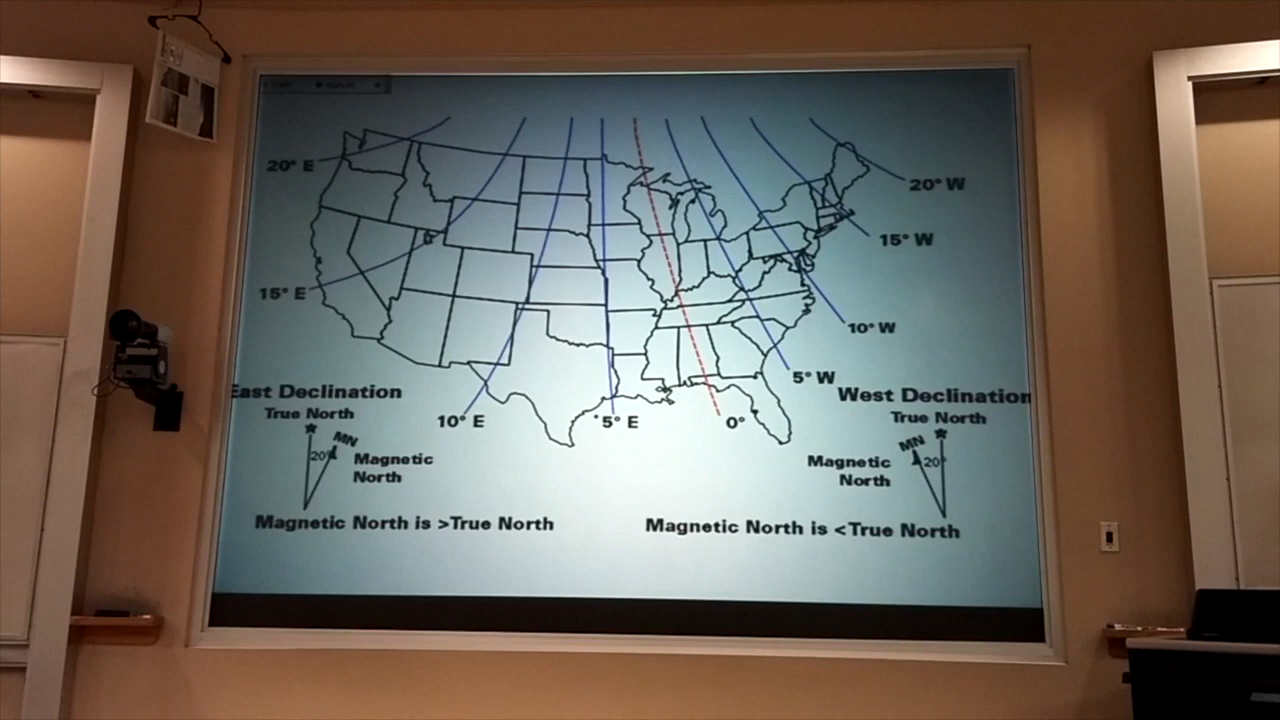 20° E
20° W
15° W
15° E
10° W
5° W
10° E
5° E
0°
East Declination
True North
MN
20°
Magnetic
North
Magnetic North is >True North
West Declination
True North
MN
20°
Magnetic
North
Magnetic North is <True North